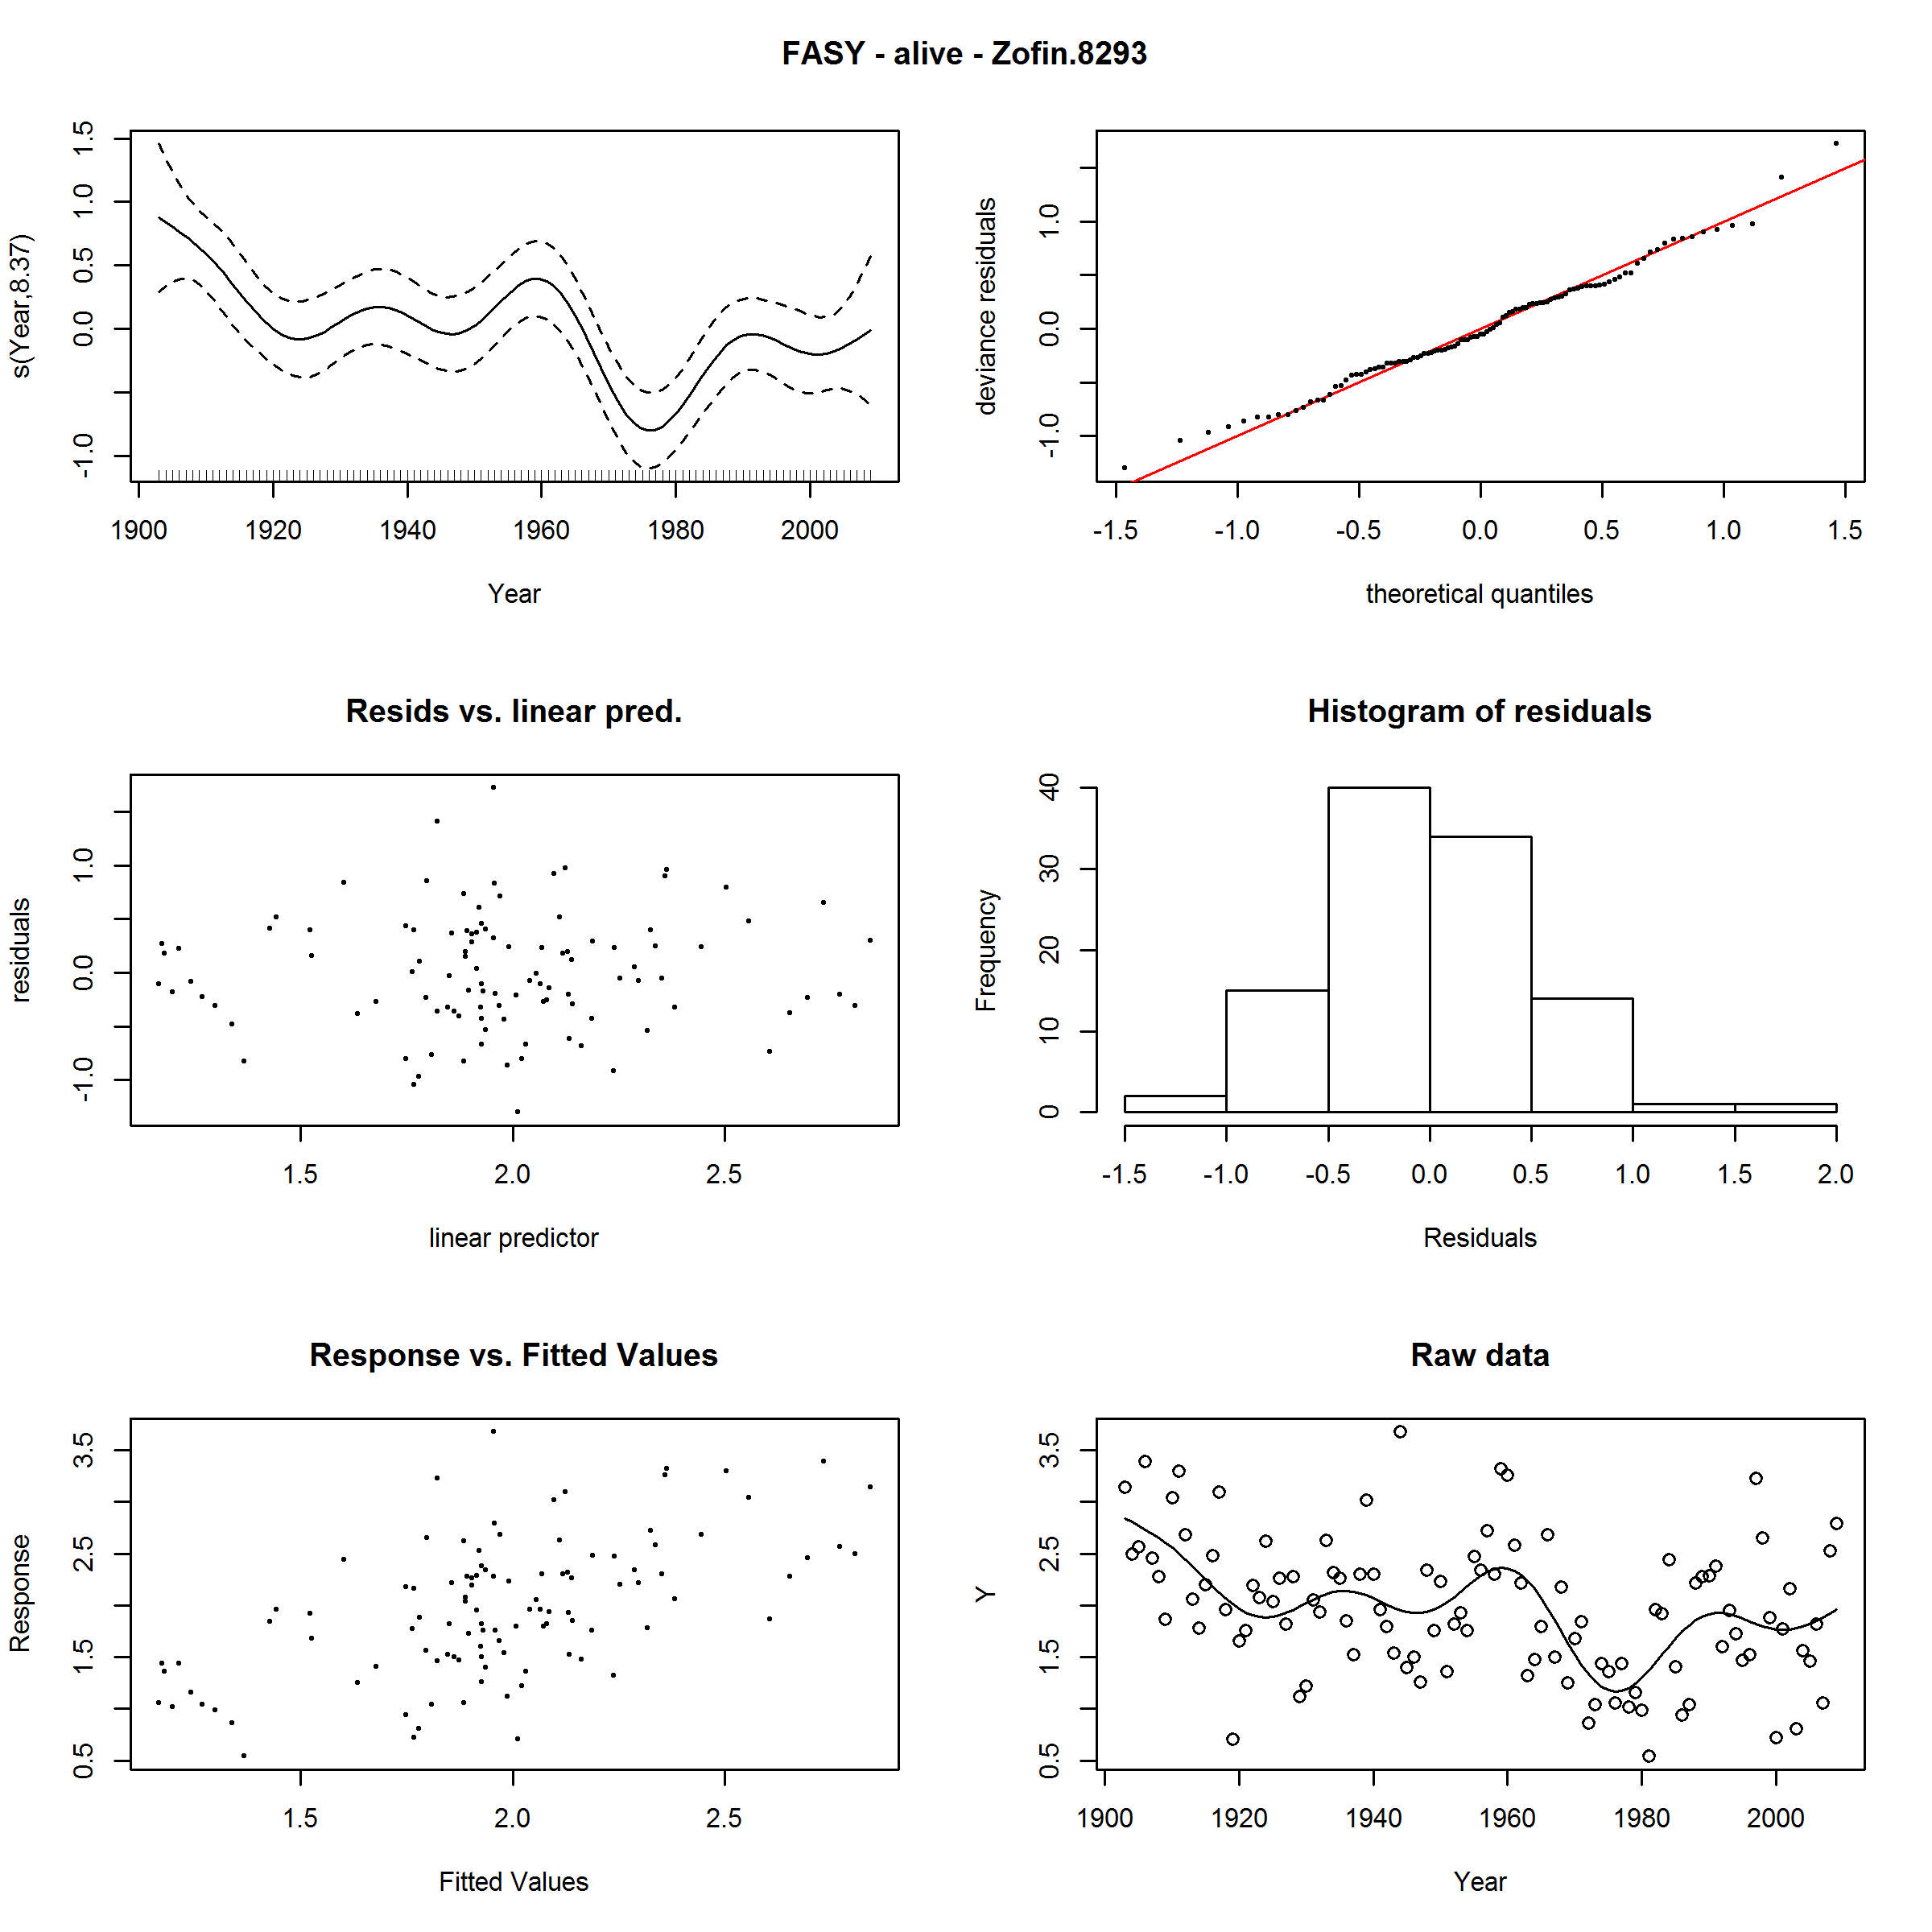 FASY - alive - Zofin.8293
s(Year,8.37)
1.5
1.0
0.5
0.0
-1.0
1900 1920 1940 1960 1980 2000
Year
deviance residuals
1.0
0.0
-1.0
-1.5 -1.0 -0.5 0.0 0.5 1.0 1.5
theoretical quantiles
Resids vs. linear pred.
residuals
1.0
0.0
-1.0
1.5 2.0 2.5
linear predictor
Histogram of residuals
Frequency
40
30
20
10
0
-1.5 -1.0 -0.5 0.0 0.5 1.0 1.5 2.0
Residuals
Response vs. Fitted Values
Response
3.5
2.5
1.5
0.5
1.5 2.0 2.5
Fitted Values
Raw data
Y
3.5
2.5
1.5
0.5
1900 1920 1940 1960 1980 2000
Year